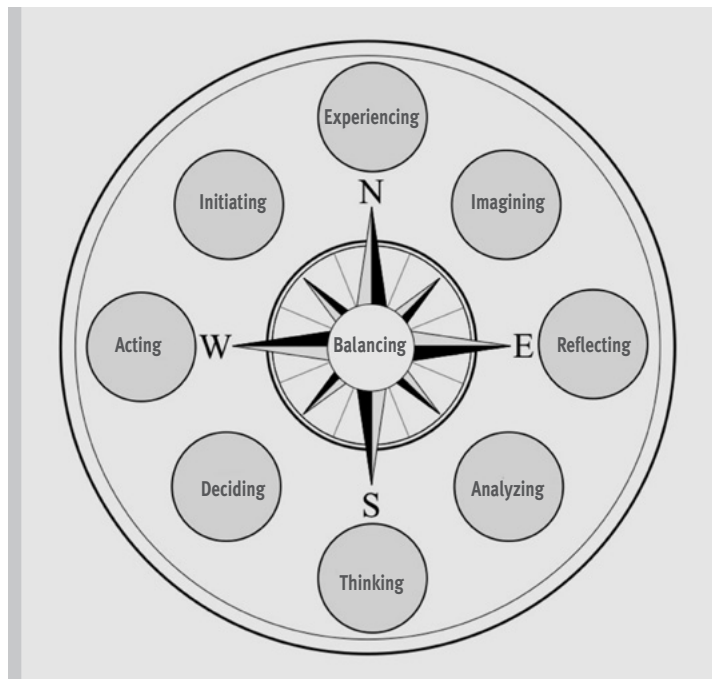 Experiencing
Initiating
N
Imagining
Acting
W
Balancing
E
Reflecting
Deciding
S
Analyzing
Thinking